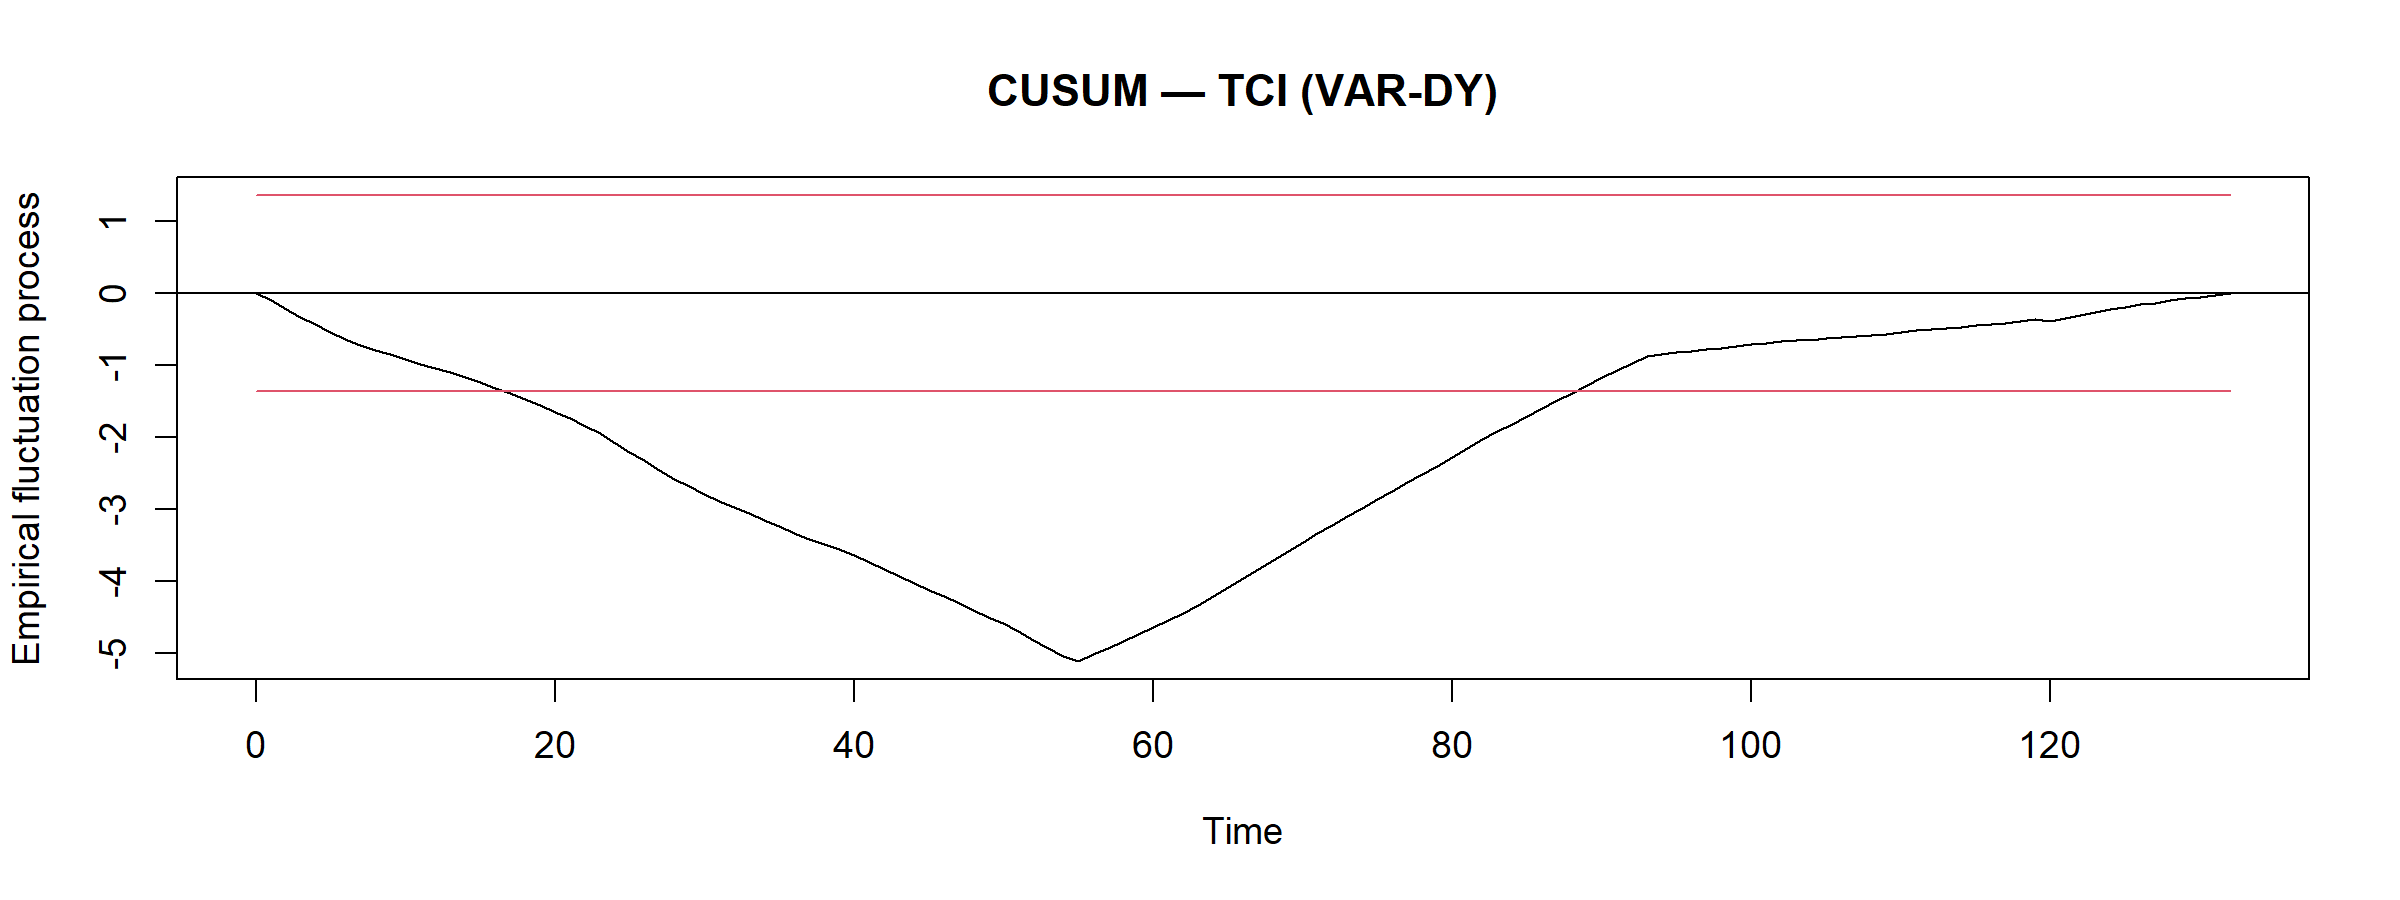 CUSUM — TCI (VAR-DY)
Empirical fluctuation process
1
0
-1
-2
-3
-4
-5
0 20 40 60 80 100 120
Time